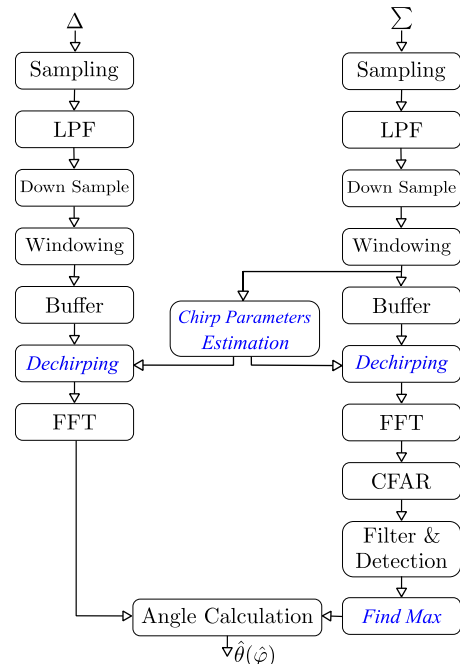 Δ
Σ
Sampling
Sampling
LPF
LPF
Down Sample
Down Sample
Windowing
Windowing
Buffer
Chirp Parameters
Estimation
Buffer
Dechirping
Dechirping
FFT
FFT
CFAR
Filter &
Detection
Angle Calculation
Find Max
θ̂(φ̂)